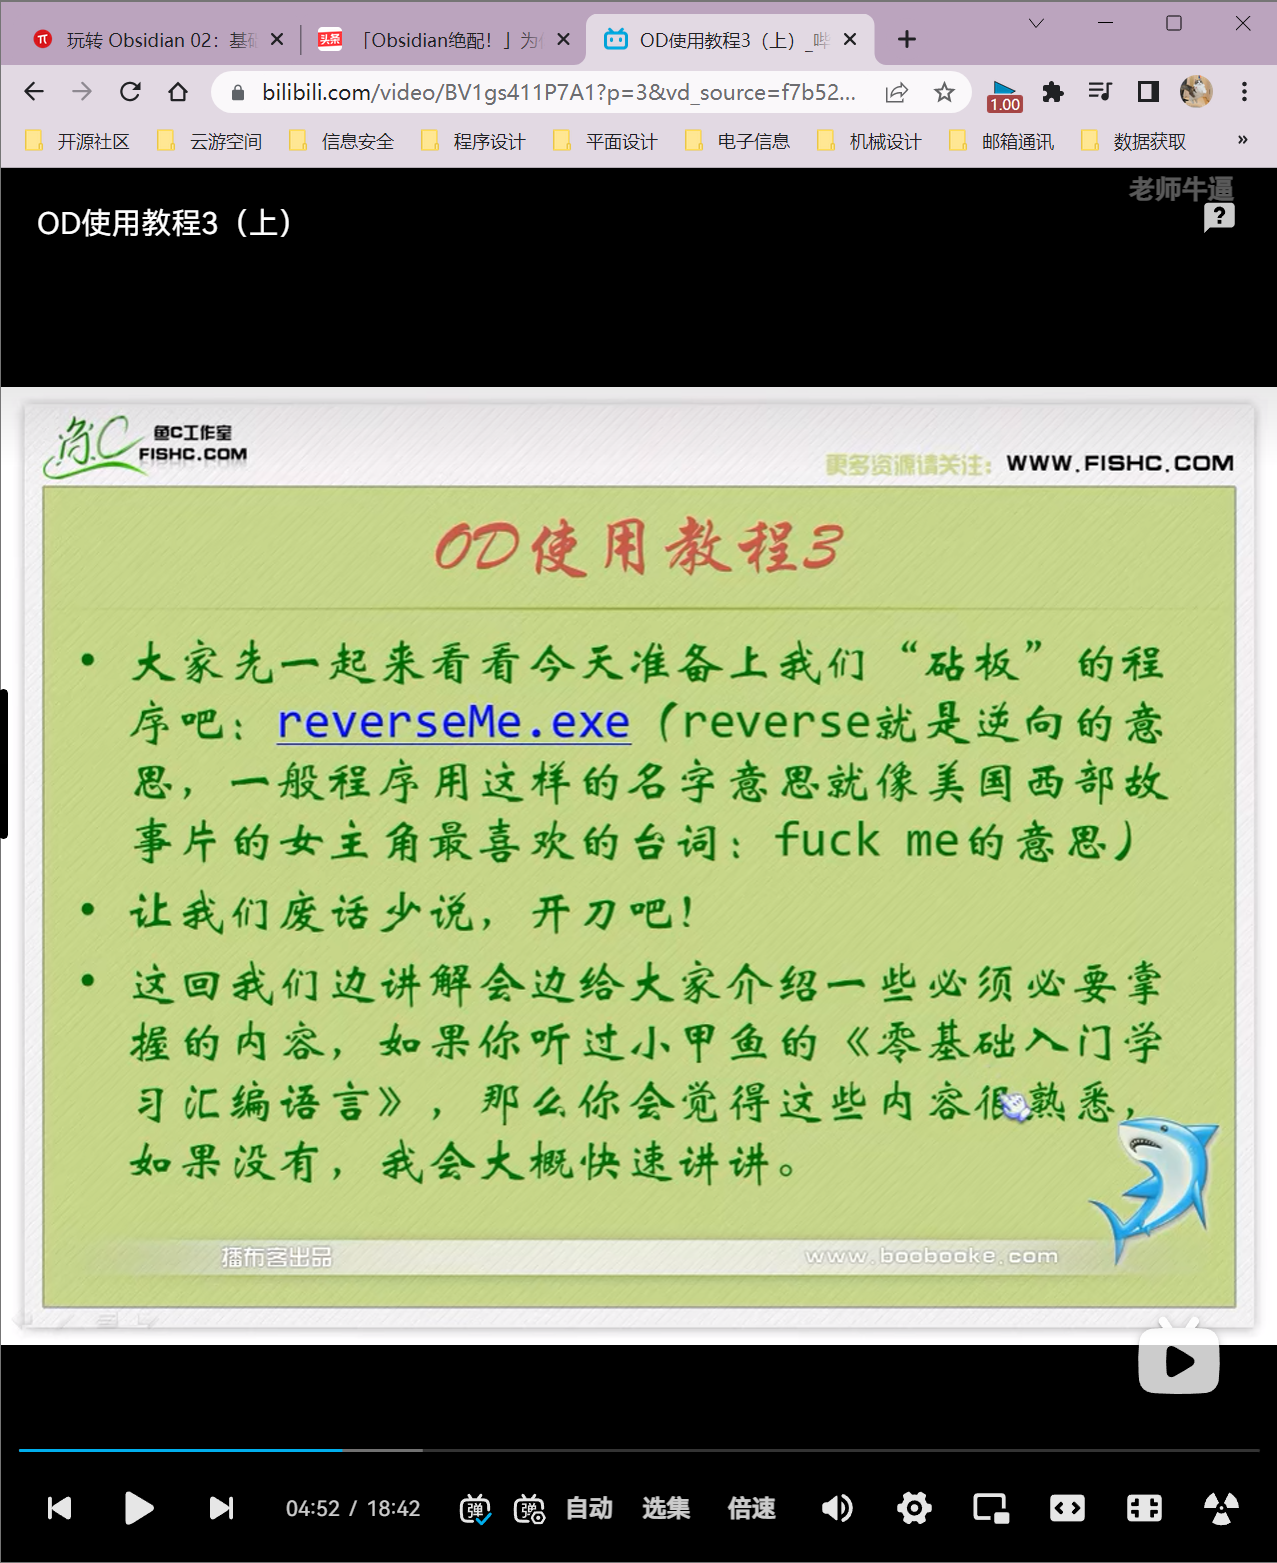 玩转 Obsidian 02：基础
「Obsidian绝配！」为
OD使用教程3（上）_哔
头条
bilibili.com/video/BV1gs411P7A1?p=3&vd_source=f7b52...
1.00
开源社区 云游空间 信息安全 程序设计 平面设计 电子信息 机械设计 邮箱通讯 数据获取 »
老师牛逼
OD使用教程3（上）
鱼C工作室
FISHC.COM
更多资源请关注： WWW.FISHC.COM
OD使用教程3
• 大家先一起来看看今天准备上我们“砧板”的程
序吧：reverseMe.exe（reverse就是逆向的意
思，一般程序用这样的名字意思就像美国西部故
事片的女主角最喜欢的台词：fuck me的意思）
• 让我们废话少说，开刀吧！
• 这回我们边讲解会边给大家介绍一些必须必要掌
握的内容，如果你听过小甲鱼的《零基础入门学
习汇编语言》，那么你会觉得这些内容很熟悉，
如果没有，我会大概快速讲讲。
播布客出品 www.boobooke.com
04:52 / 18:42 弹 弹 自动 选集 倍速